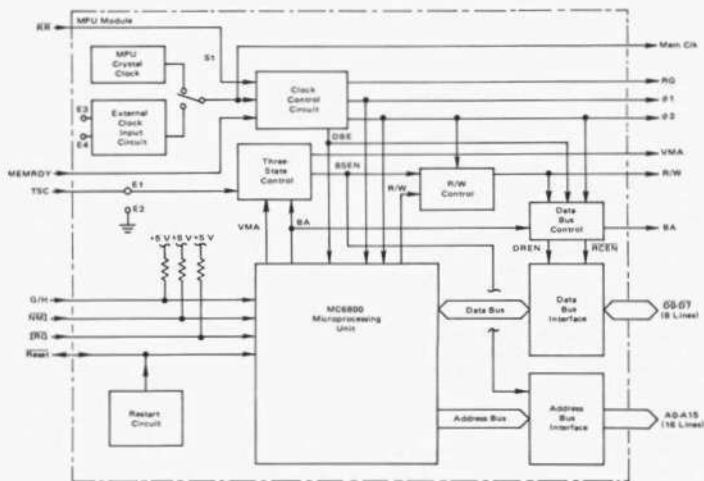 MPU Module
RR
MPU
Crystal
Clock
S1
Main Clk
E3
E4
External
Clock
Input
Circuit
Clock
Control
Circuit
RG
Φ1
Φ2
DBE
MEMRDY
TSC
E1
E2
Three-
State
Control
BSEN
VMA
R/W
R/W
Control
R/W
Data
Bus
Control
BA
VMA
BA
DREN
RCEN
+5 V +5 V +5 V
G/H
NMI
IRQ
Reset
Restart
Circuit
MC6800
Microprocessing
Unit
Data Bus
Data
Bus
Interface
D0-D7
(8 Lines)
Address Bus
Address
Bus
Interface
A0-A15
(16 Lines)